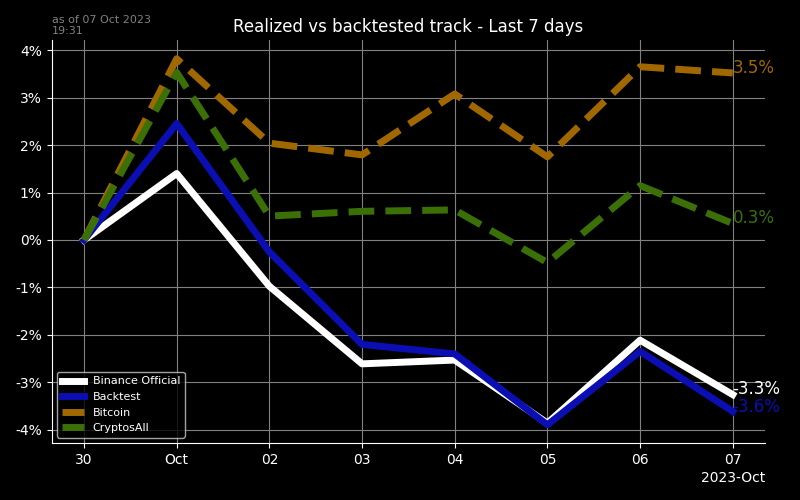 as of 07 Oct 2023
19:31
Realized vs backtested track - Last 7 days
4%
3%
2%
1%
0%
-1%
-2%
-3%
-4%
3.5%
0.3%
-3.3%
-3.6%
Binance Official
Backtest
Bitcoin
CryptosAll
30 Oct 02 03 04 05 06 07
2023-Oct